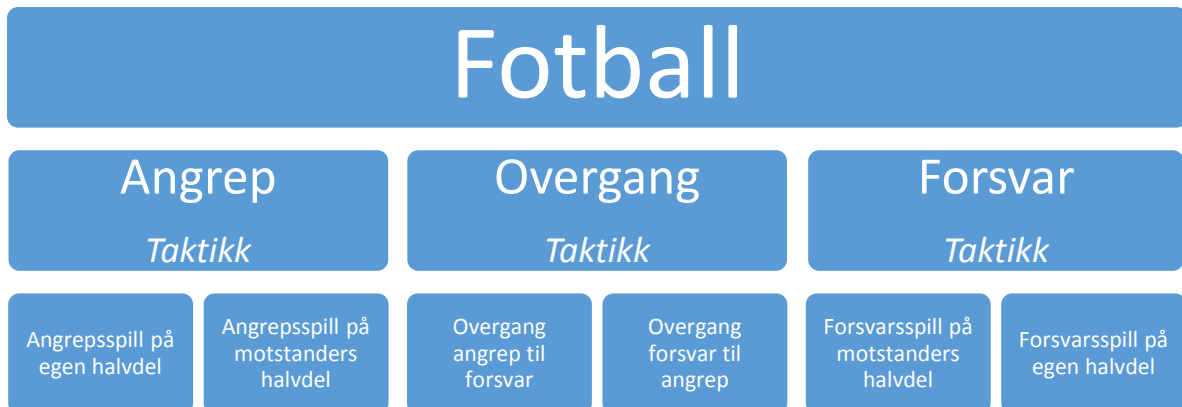 Fotball
Angrep
Taktikk
Overgang
Taktikk
Forsvar
Taktikk
Angrepsspill på
egen halvdel
Angrepsspill på
motstanders
halvdel
Overgang
angrep til
forsvar
Overgang
forsvar til
angrep
Forsvarsspill på
motstanders
halvdel
Forsvarsspill på
egen halvdel